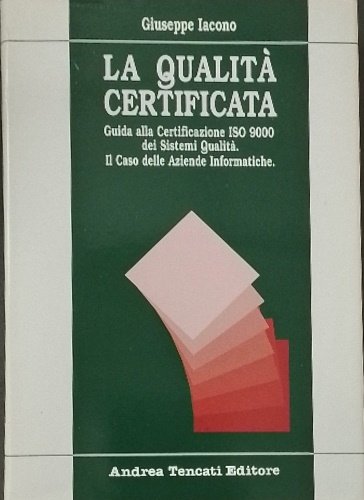 Giuseppe Iacono
LA QUALITÀ
CERTIFICATA
Guida alla Certificazione ISO 9000
dei Sistemi Qualità.
Il Caso delle Aziende Informatiche.
Andrea Tencati Editore